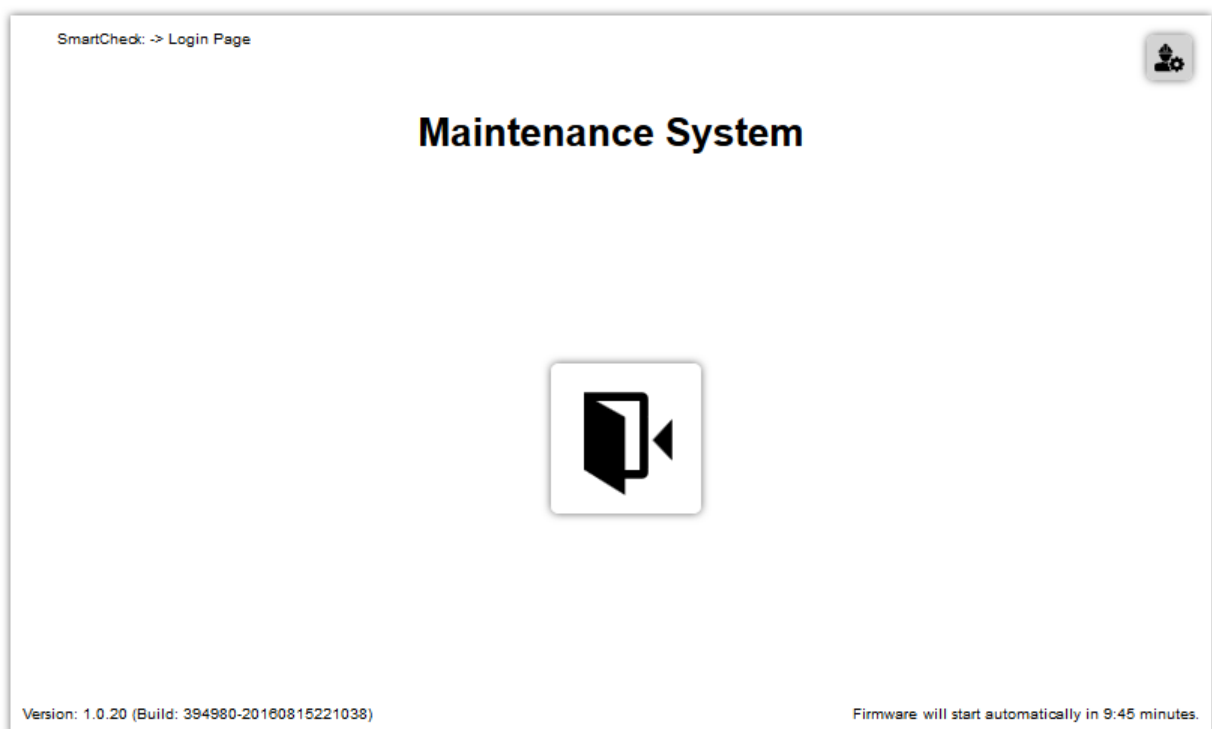 SmartCheck: -> Login Page
Maintenance System
Version: 1.0.20 (Build: 394980-20160815221038)
Firmware will start automatically in 9:45 minutes.